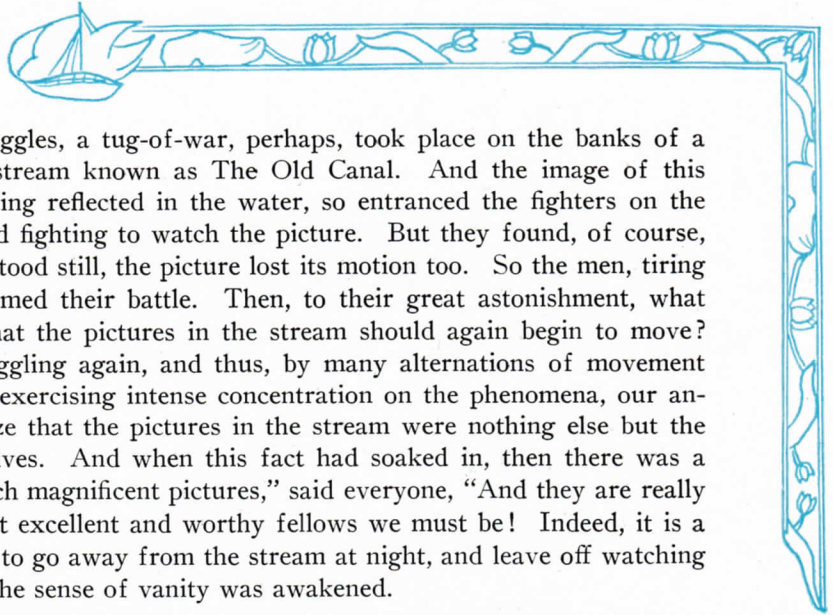 ggles, a tug-of-war, perhaps, took place on the banks of a
stream known as The Old Canal. And the image of this
ing reflected in the water, so entranced the fighters on the
d fighting to watch the picture. But they found, of course,
tood still, the picture lost its motion too. So the men, tiring
med their battle. Then, to their great astonishment, what
at the pictures in the stream should again begin to move?
ggling again, and thus, by many alternations of movement
exercising intense concentration on the phenomena, our an-
ze that the pictures in the stream were nothing else but the
ves. And when this fact had soaked in, then there was a
ch magnificent pictures,” said everyone, “And they are really
t excellent and worthy fellows we must be! Indeed, it is a
to go away from the stream at night, and leave off watching
he sense of vanity was awakened.